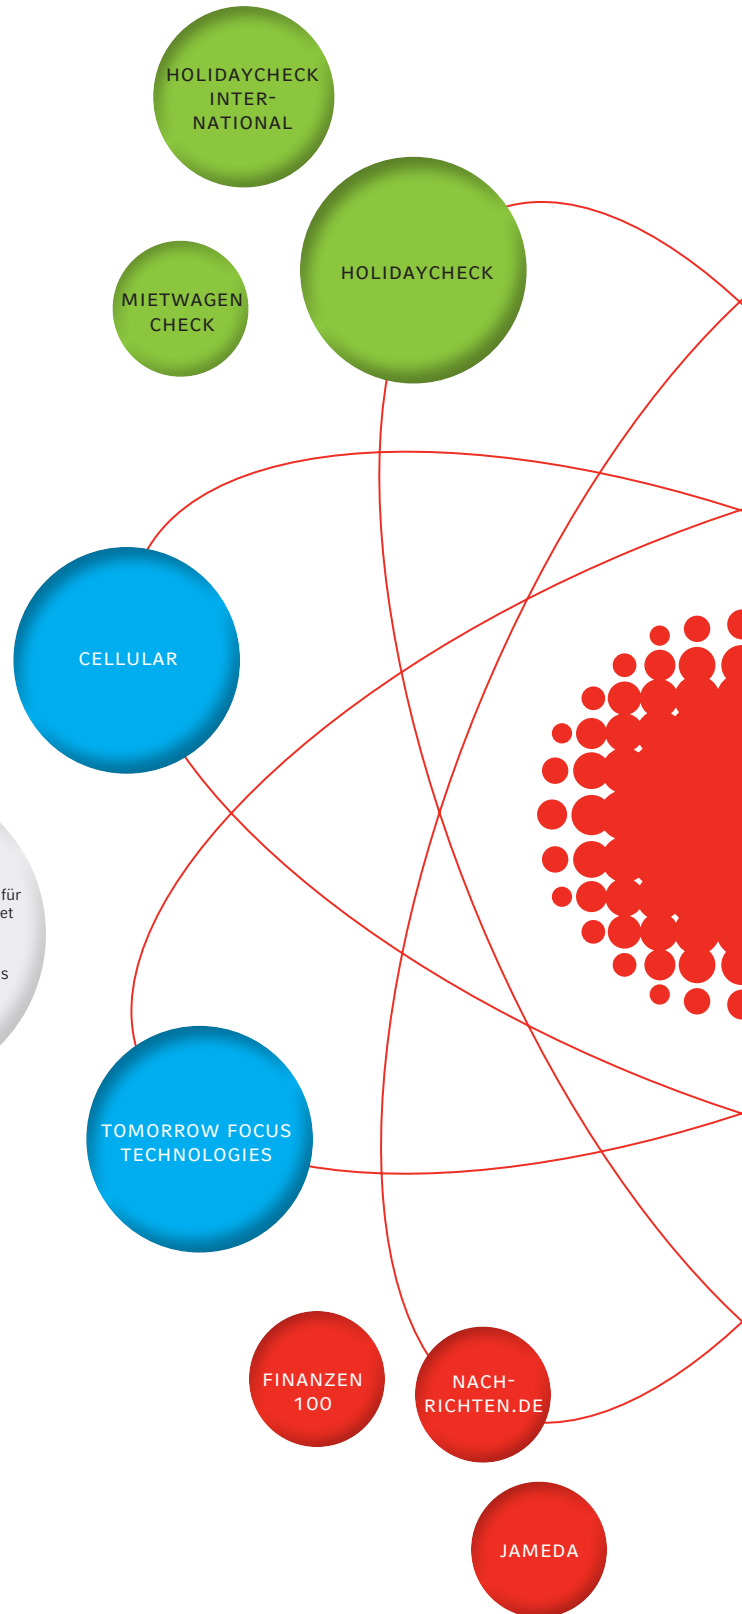 HOLIDAYCHECK
INTER-
NATIONAL
HOLIDAYCHECK
MIETWAGEN
CHECK
CELLULAR
für
et
s
TOMORROW FOCUS
TECHNOLOGIES
FINANZEN
100
NACH-
RICHTEN.DE
JAMEDA